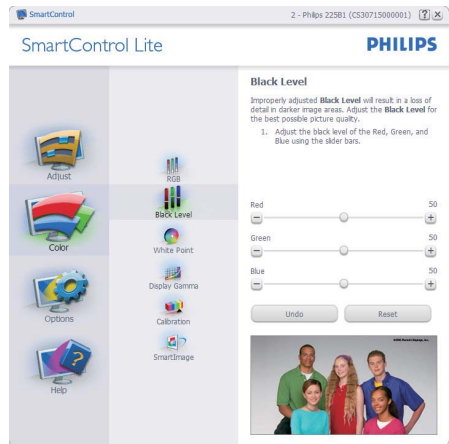 SmartControl
2 - Philips 225B1 (CS30715000001)
?
SmartControl Lite
PHILIPS
Adjust
Color
Options
Help
RGB
Black Level
White Point
Display Gamma
Calibration
SmartImage
Black Level
Improperly adjusted Black Level will result in a loss of
detail in darker image areas. Adjust the Black Level for
the best possible picture quality.
1. Adjust the black level of the Red, Green, and
Blue using the slider bars.
Red 50
Green 50
Blue 50
Undo
Reset